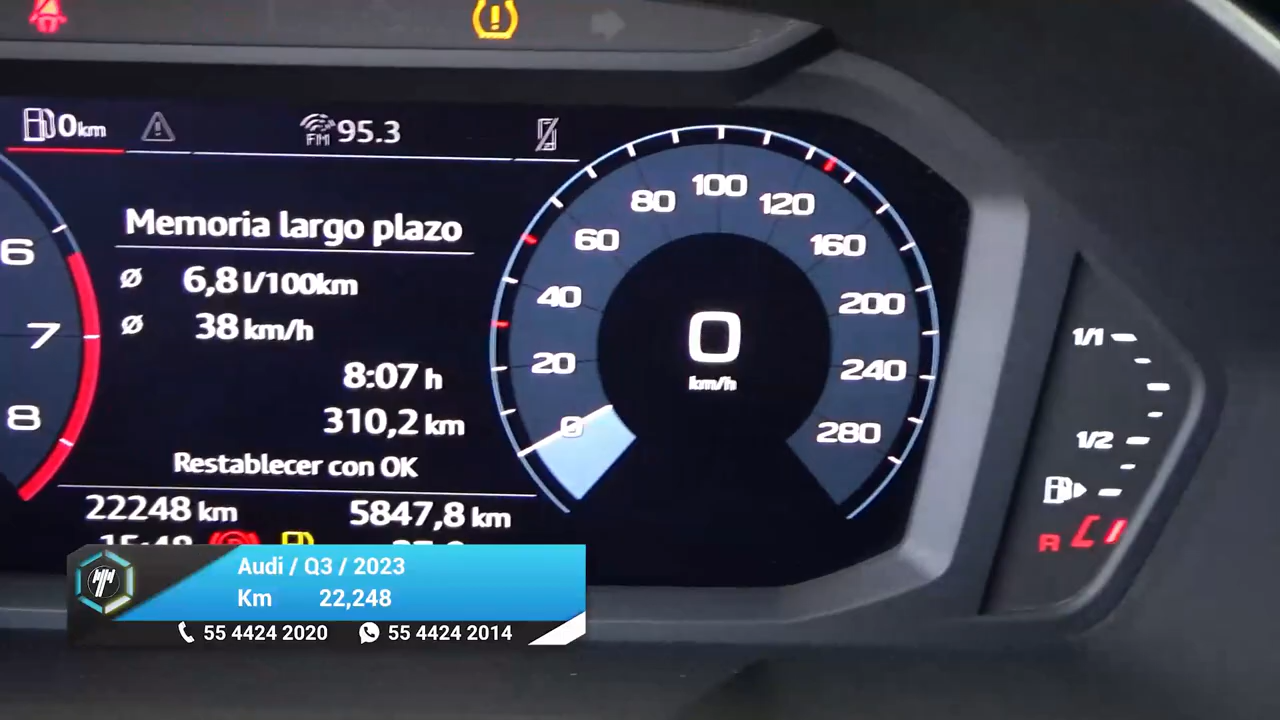 0km
FM 95.3
Memoria largo plazo
ø 6,8 l/100km
ø 38 km/h
8:07 h
310,2 km
Restablecer con OK
22248 km 5847,8 km
6
7
8
0
20
40
60
80
100
120
160
200
240
280
0
km/h
1/1
1/2
R
Audi / Q3 / 2023
Km 22,248
55 4424 2020 55 4424 2014